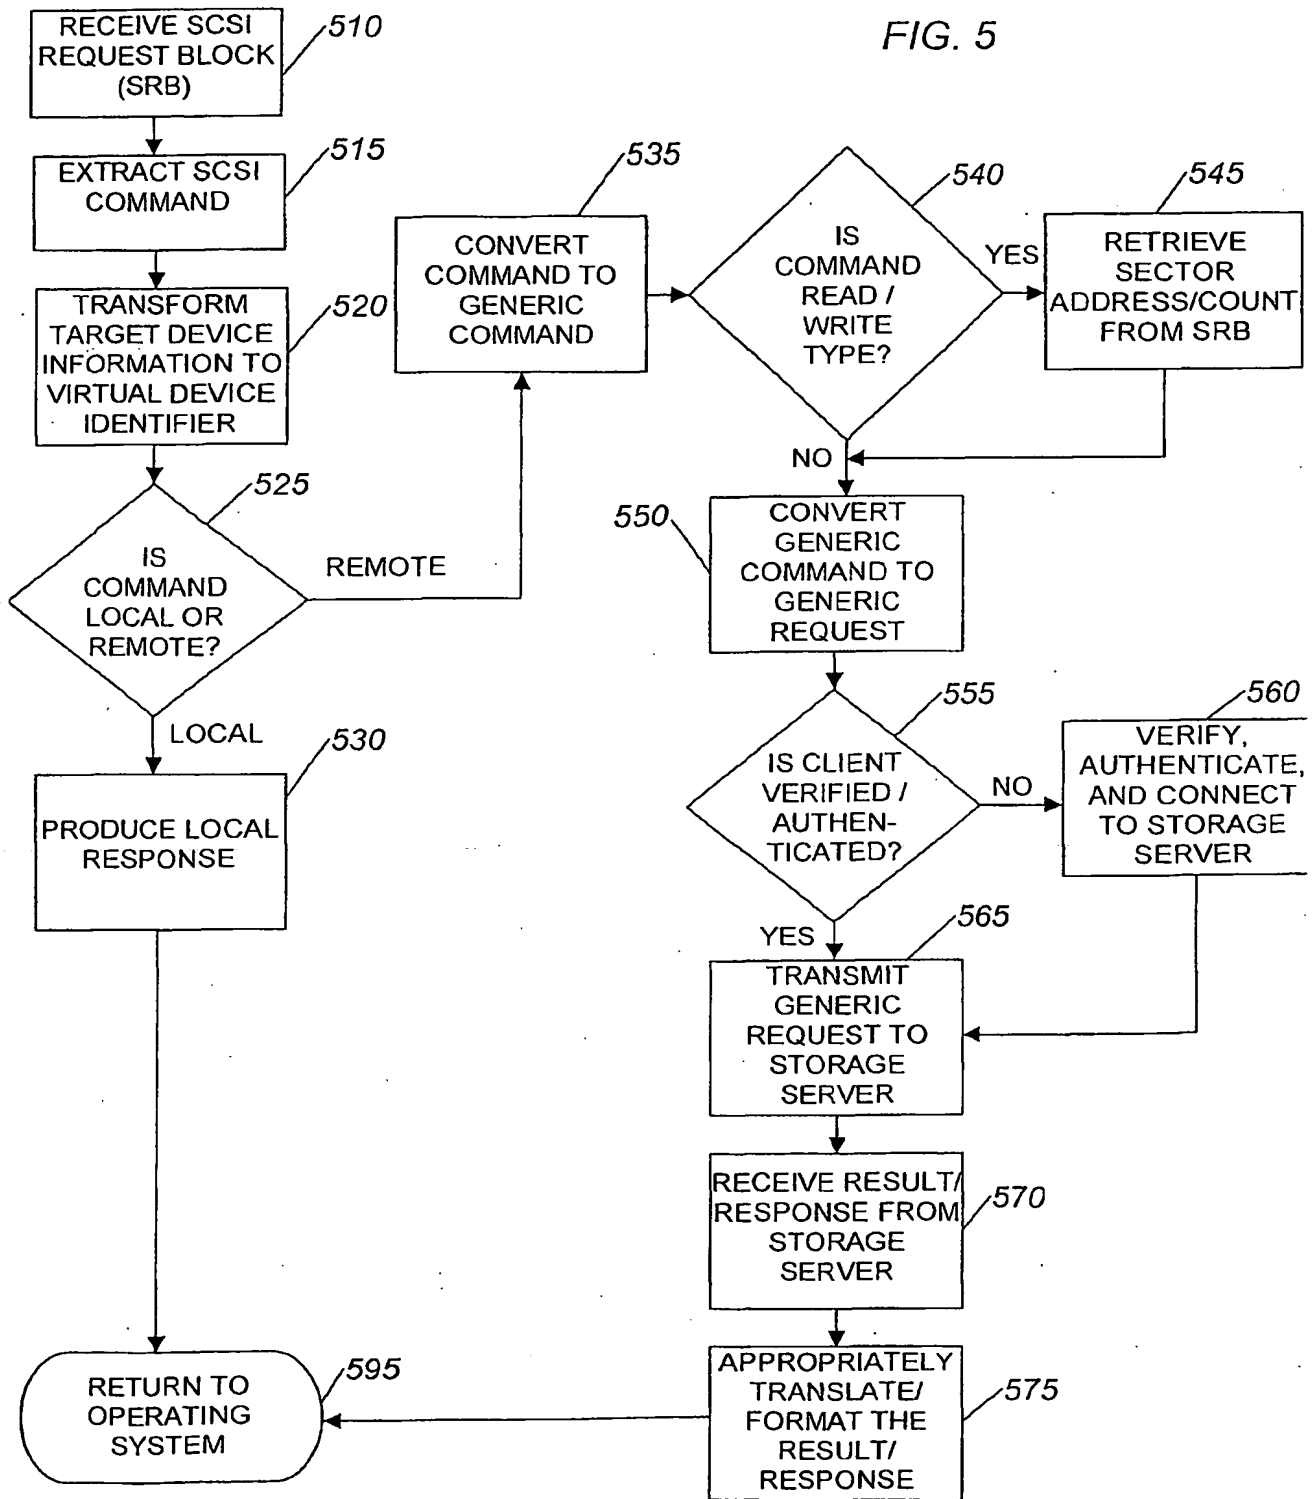 FIG. 5
RECEIVE SCSI
REQUEST BLOCK
(SRB)
510
EXTRACT SCSI
COMMAND
515
TRANSFORM
TARGET DEVICE
INFORMATION TO
VIRTUAL DEVICE
IDENTIFIER
520
IS
COMMAND
LOCAL OR
REMOTE?
525
REMOTE
LOCAL
PRODUCE LOCAL
RESPONSE
530
CONVERT
COMMAND TO
GENERIC
COMMAND
535
IS
COMMAND
READ /
WRITE
TYPE?
540
YES
NO
RETRIEVE
SECTOR
ADDRESS/COUNT
FROM SRB
545
CONVERT
GENERIC
COMMAND TO
GENERIC
REQUEST
550
IS CLIENT
VERIFIED /
AUTHEN-
TICATED?
555
NO
YES
VERIFY,
AUTHENTICATE,
AND CONNECT
TO STORAGE
SERVER
560
TRANSMIT
GENERIC
REQUEST TO
STORAGE
SERVER
565
RECEIVE RESULT/
RESPONSE FROM
STORAGE
SERVER
570
APPROPRIATELY
TRANSLATE/
FORMAT THE
RESULT/
RESPONSE
575
RETURN TO
OPERATING
SYSTEM
595